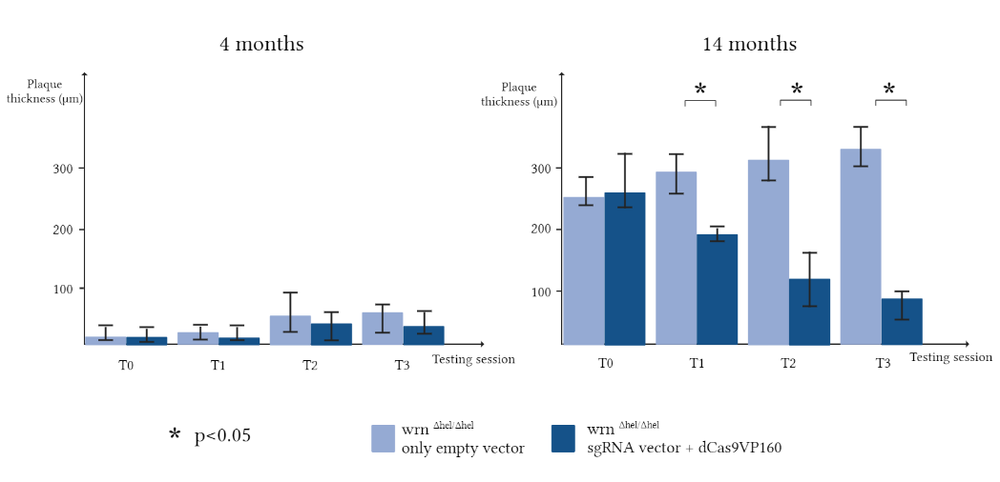 4 months
14 months
Plaque
thickness (μm)
300
200
100
T0
T1
T2
T3
Testing session
Plaque
thickness (μm)
*
*
*
300
200
100
T0
T1
T2
T3
Testing session
* p<0.05
wrn Δhel/Δhel
only empty vector
wrn Δhel/Δhel
sgRNA vector + dCas9VP160